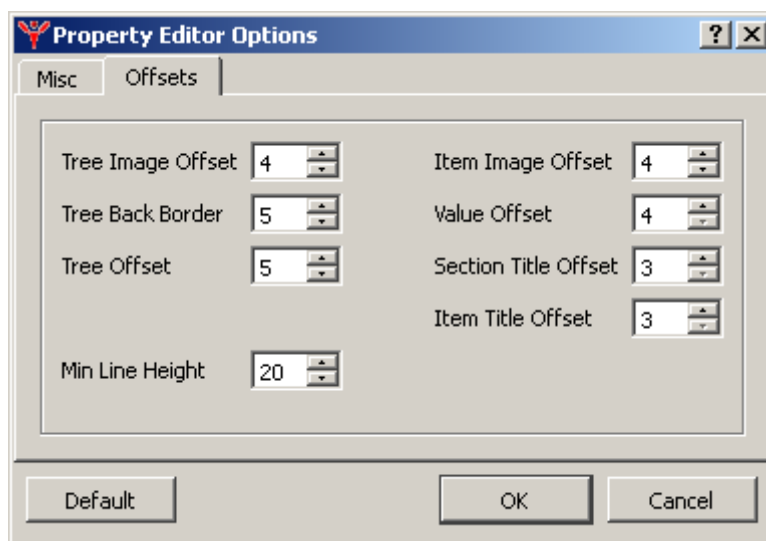 Property Editor Options
Misc Offsets
Tree Image Offset 4 Item Image Offset 4
Tree Back Border 5 Value Offset 4
Tree Offset 5 Section Title Offset 3
Item Title Offset 3
Min Line Height 20
Default OK Cancel